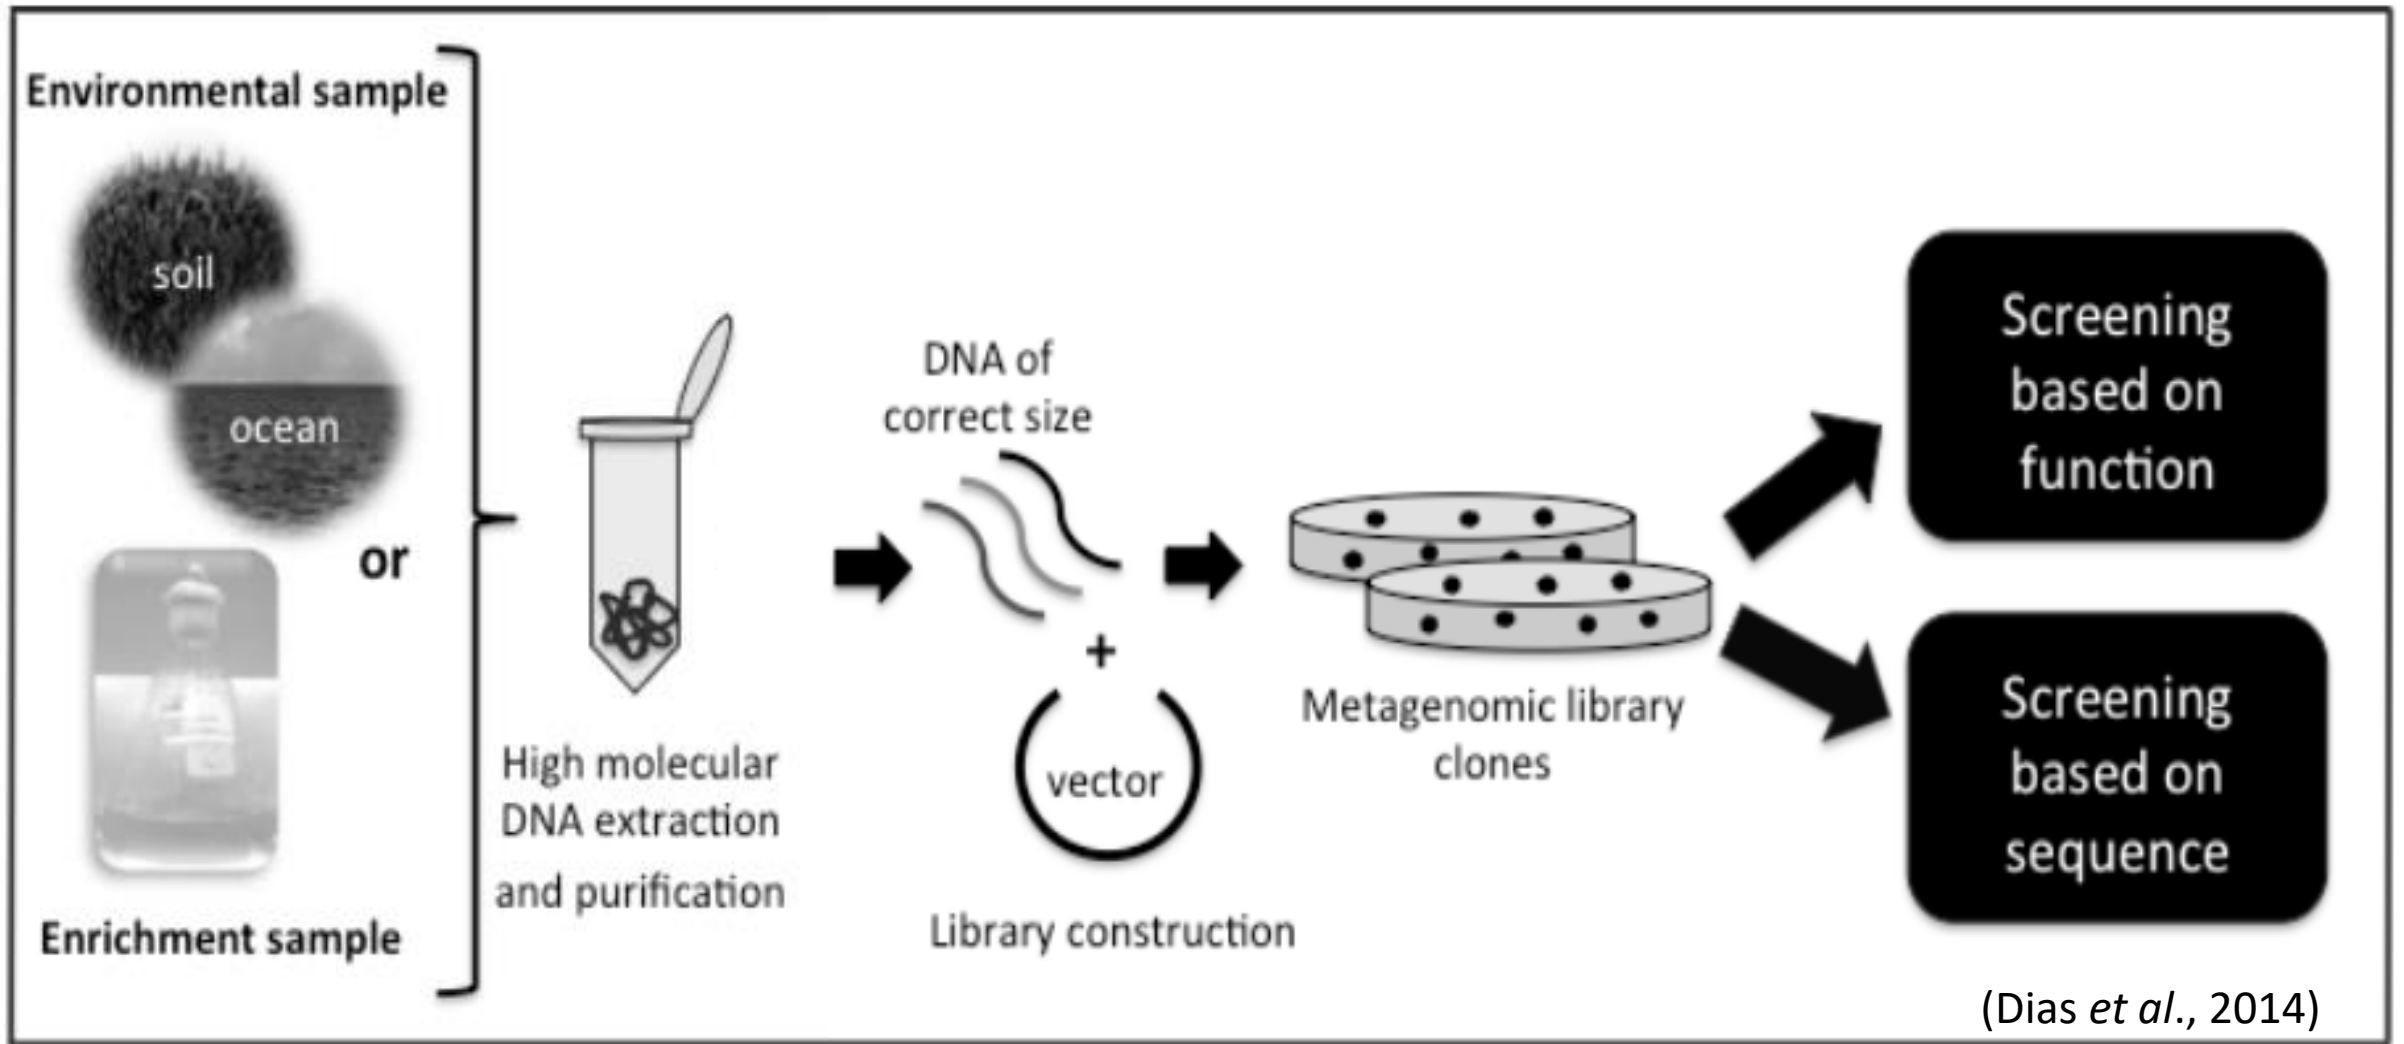 Environmental sample
soil
ocean
or
Enrichment sample
High molecular
DNA extraction
and purification
DNA of
correct size
+
vector
Library construction
Metagenomic library
clones
Screening
based on
function
Screening
based on
sequence
(Dias et al., 2014)